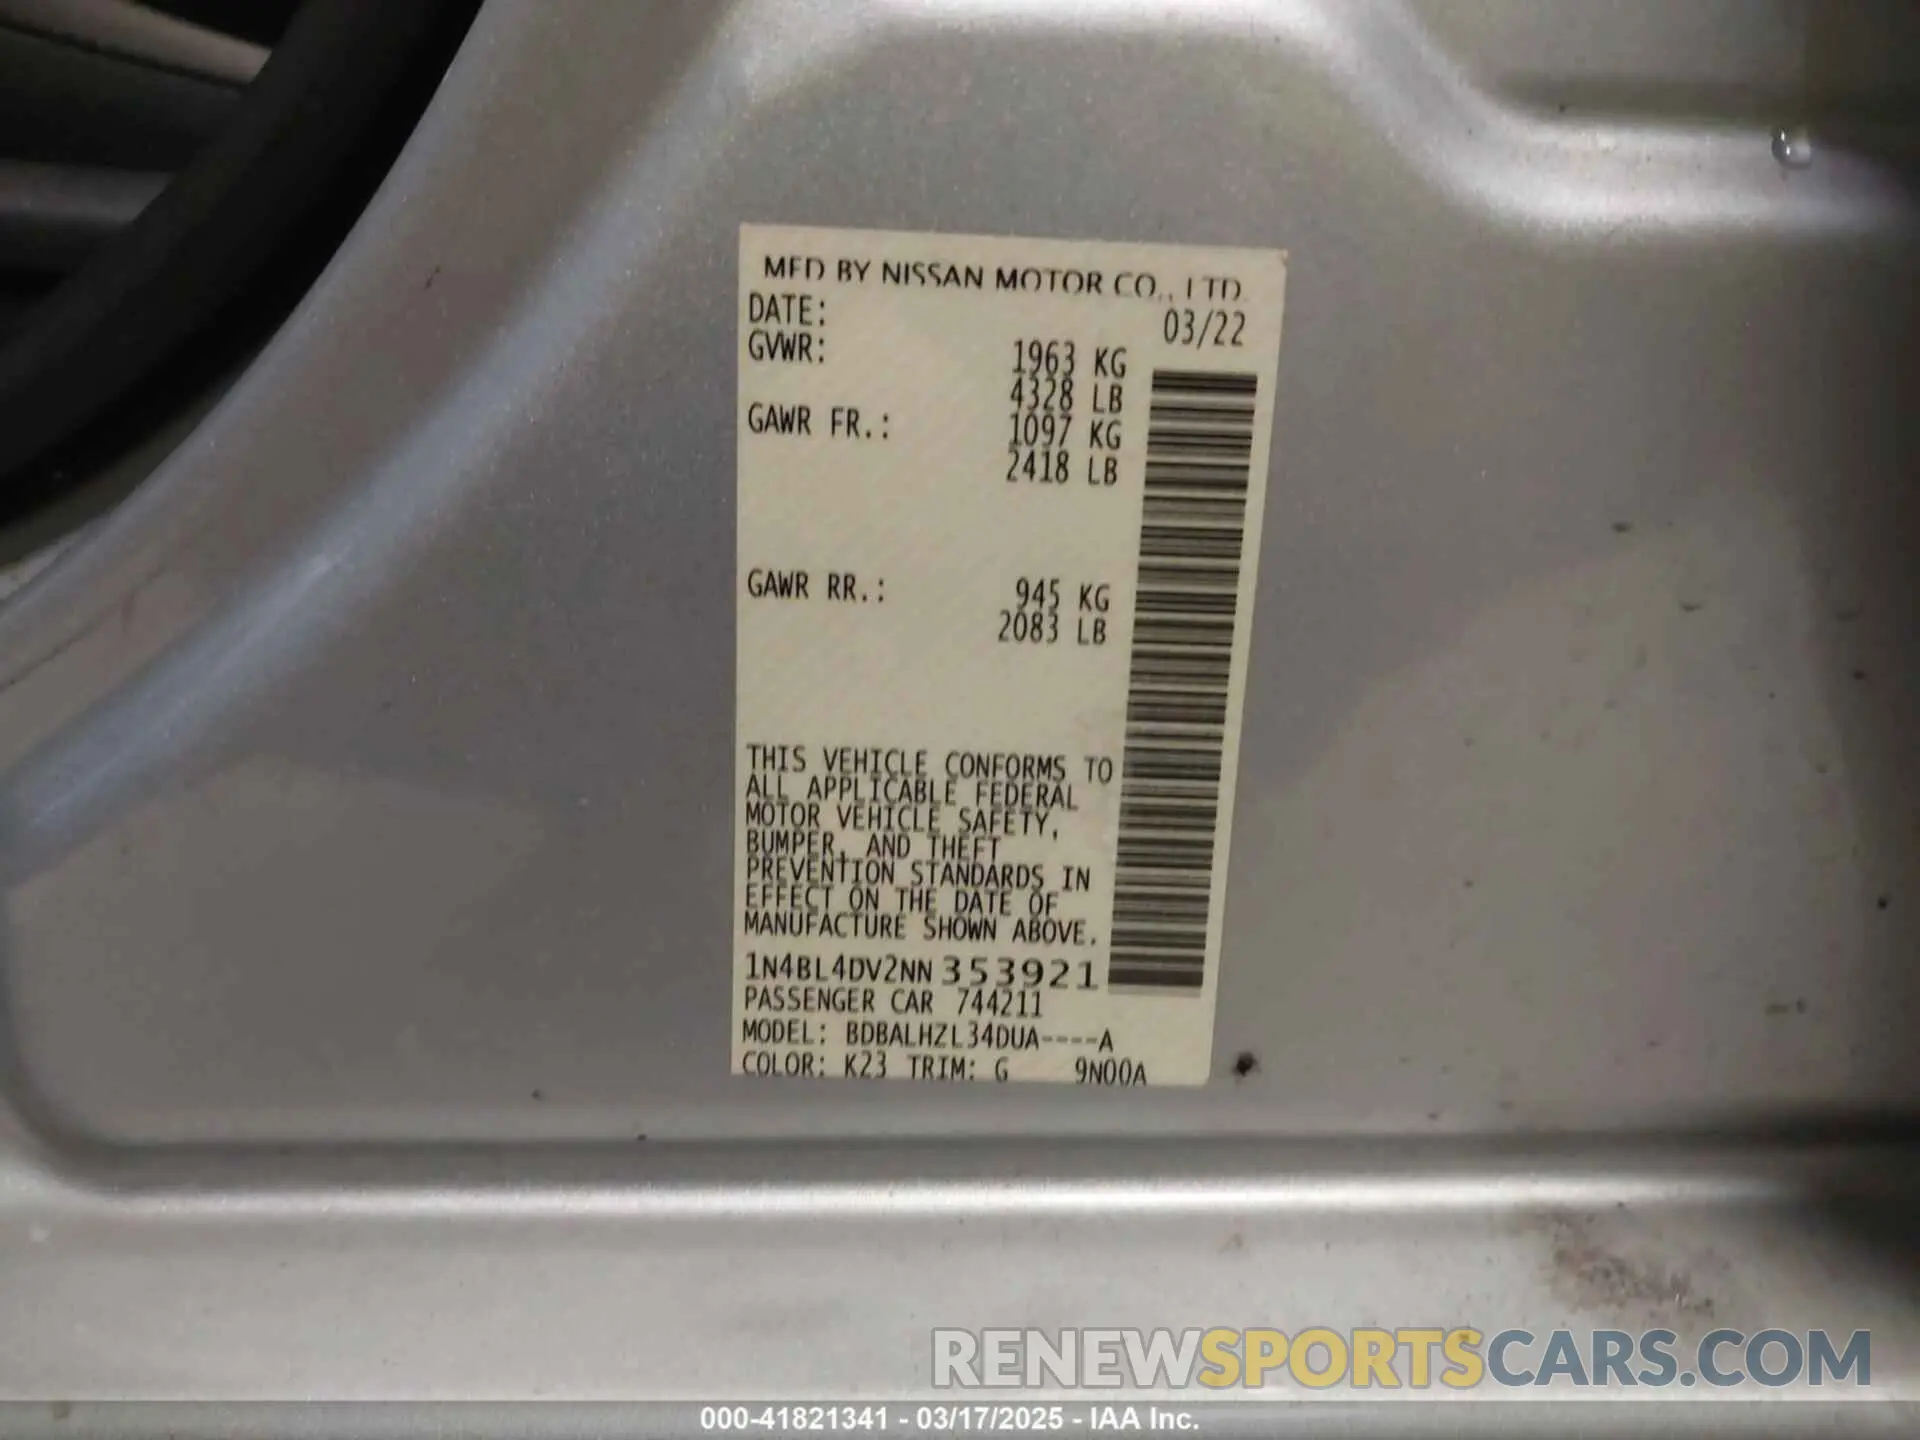 MFD BY NISSAN MOTOR CO., LTD.
DATE: 03/22
GVWR: 1963 KG
4328 LB
GAWR FR.: 1097 KG
2418 LB
GAWR RR.: 945 KG
2083 LB
THIS VEHICLE CONFORMS TO
ALL APPLICABLE FEDERAL
MOTOR VEHICLE SAFETY,
BUMPER, AND THEFT
PREVENTION STANDARDS IN
EFFECT ON THE DATE OF
MANUFACTURE SHOWN ABOVE.
1N4BL4DV2NN353921
PASSENGER CAR 744211
MODEL: BDBALHZL34DUA----A
COLOR: K23 TRIM: G 9N00A
RENEWSPORTSCARS.COM
000-41821341 - 03/17/2025 - IAA Inc.